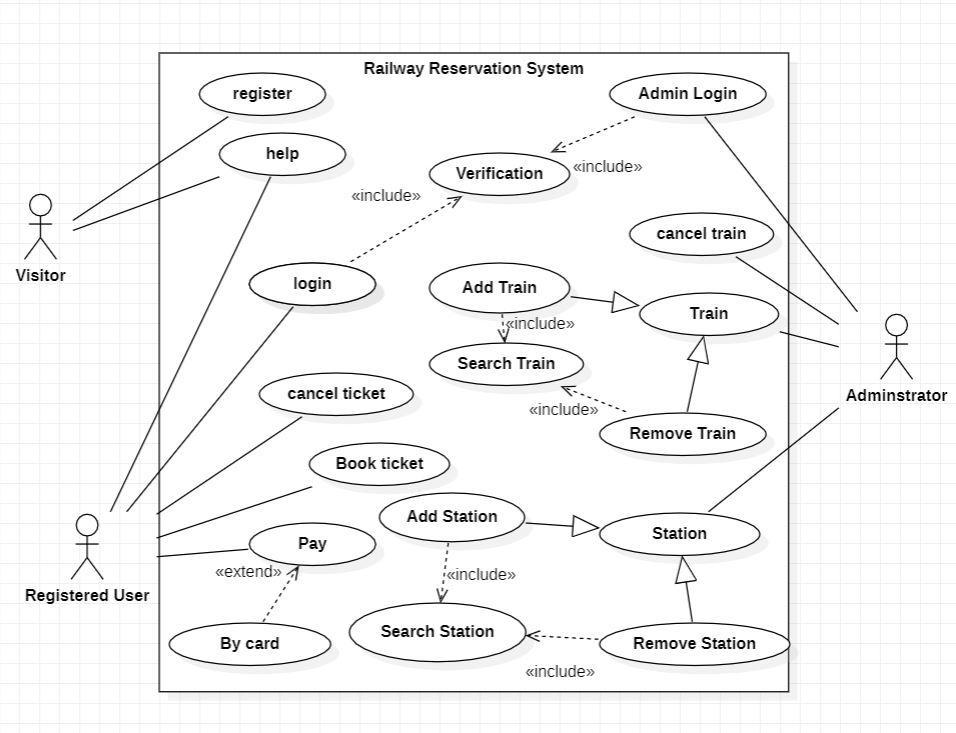 Railway Reservation System
register
Admin Login
help
Verification
«include»
«include»
Visitor
cancel train
login
Add Train
Train
«include»
Search Train
Adminstrator
cancel ticket
«include»
Remove Train
Book ticket
Add Station
Station
Pay
«extend»
«include»
Registered User
By card
Search Station
Remove Station
«include»